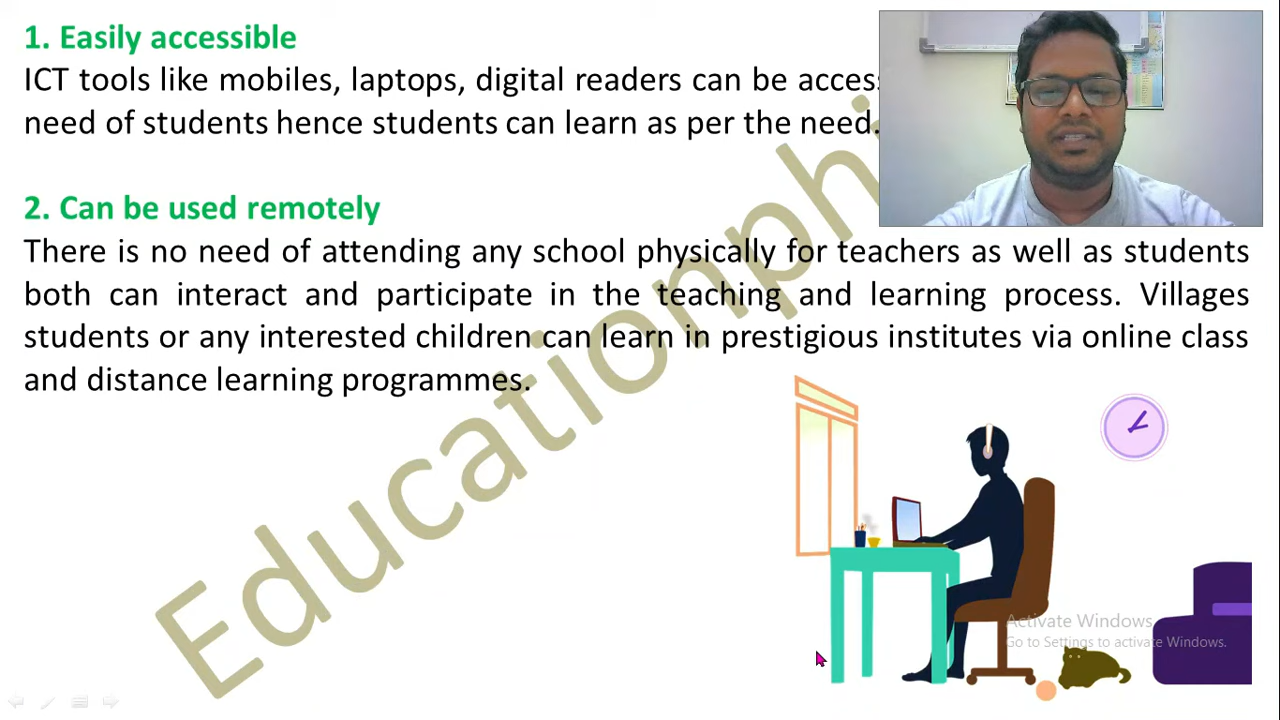 1. Easily accessible
ICT tools like mobiles, laptops, digital readers can be
need of students hence students can learn as per the need.
2. Can be used remotely
There is no need of attending any school physically for teachers as well as students
both can interact and participate in the teaching and learning process. Villages
students or any interested children can learn in prestigious institutes via online class
and distance learning programmes.
Activate Windows
Go to Settings to activate Windows.